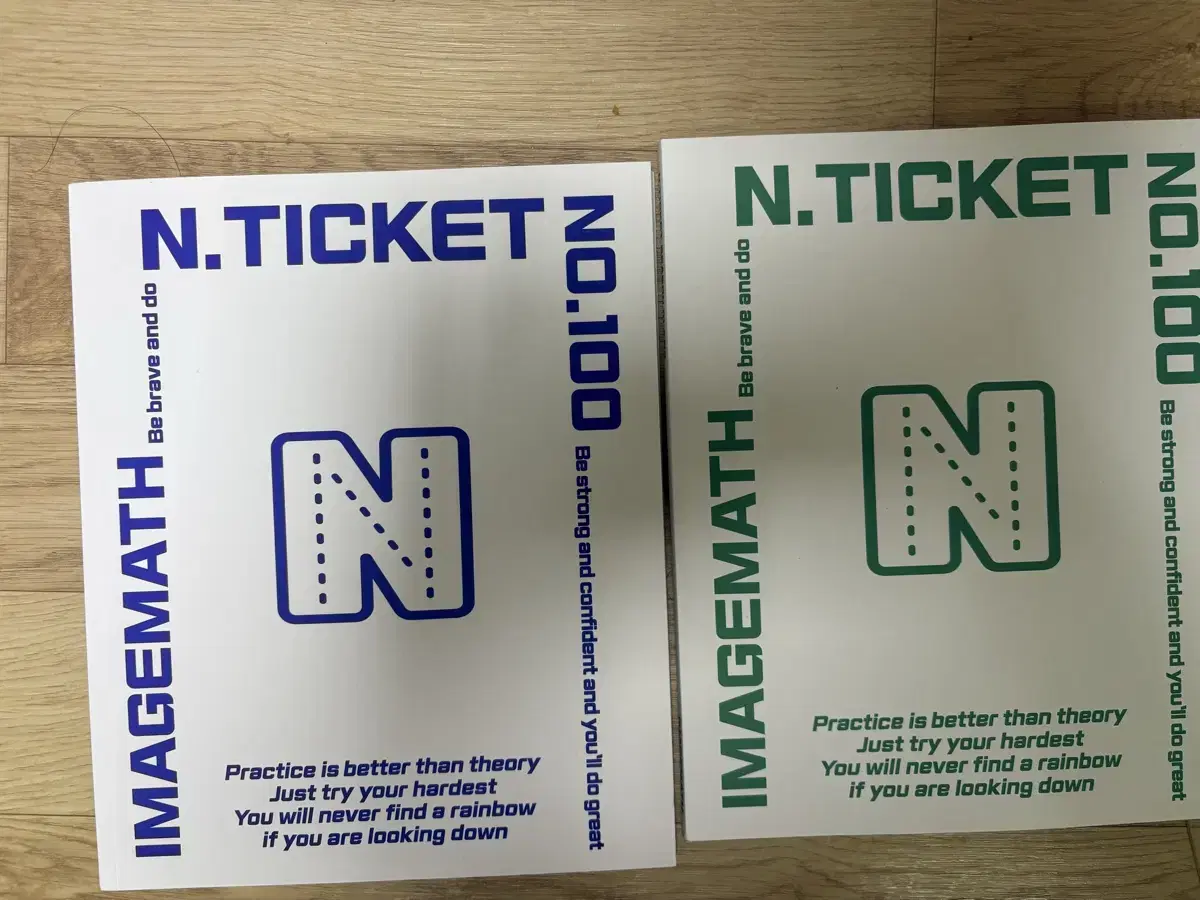 N.TICKET
NO.100
Be brave and do
IMAGEMATH
Be strong and confident and you'll do great
N
Practice is better than theory
Just try your hardest
You will never find a rainbow
if you are looking down
N.TICKET
NO.100
Be brave and do
IMAGEMATH
Be strong and confident and you'll do great
N
Practice is better than theory
Just try your hardest
You will never find a rainbow
if you are looking down